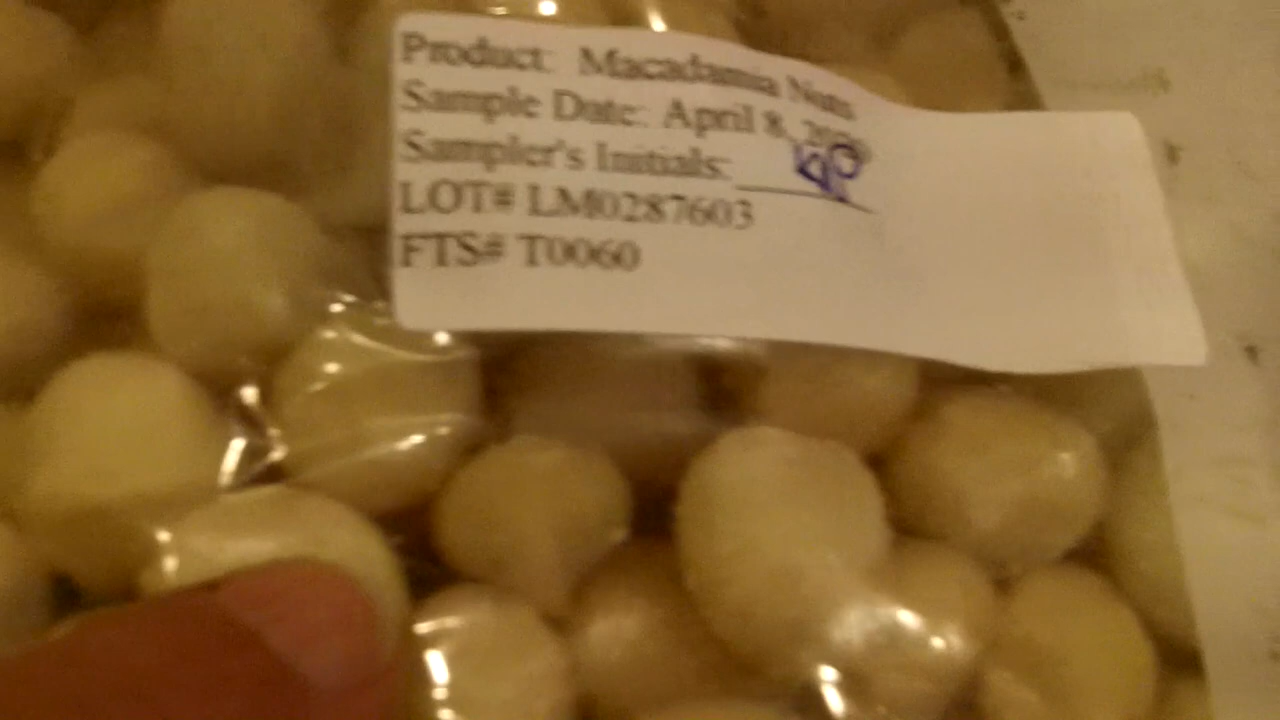 Product: Macadamia Nuts
Sample Date: April 8,
Sampler's Initials:
LOT# LM0287603
FTS# T0060